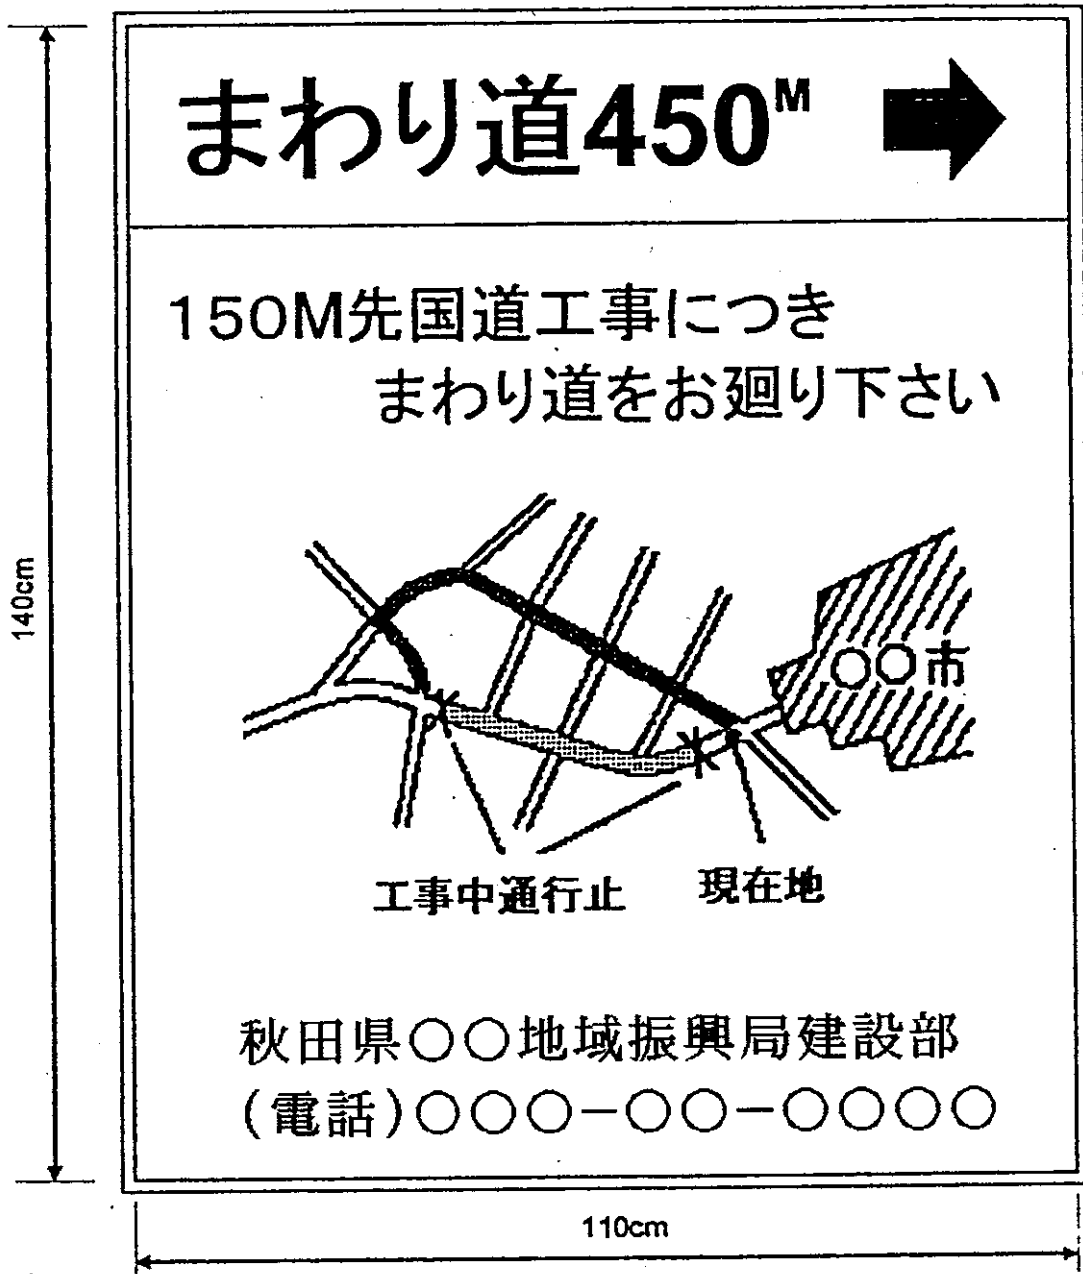 まわり道450M
150M先国道工事につき
まわり道をお廻り下さい
○○市
工事中通行止
現在地
秋田県○○地域振興局建設部
(電話)○○○−○○−○○○○
140cm
110cm